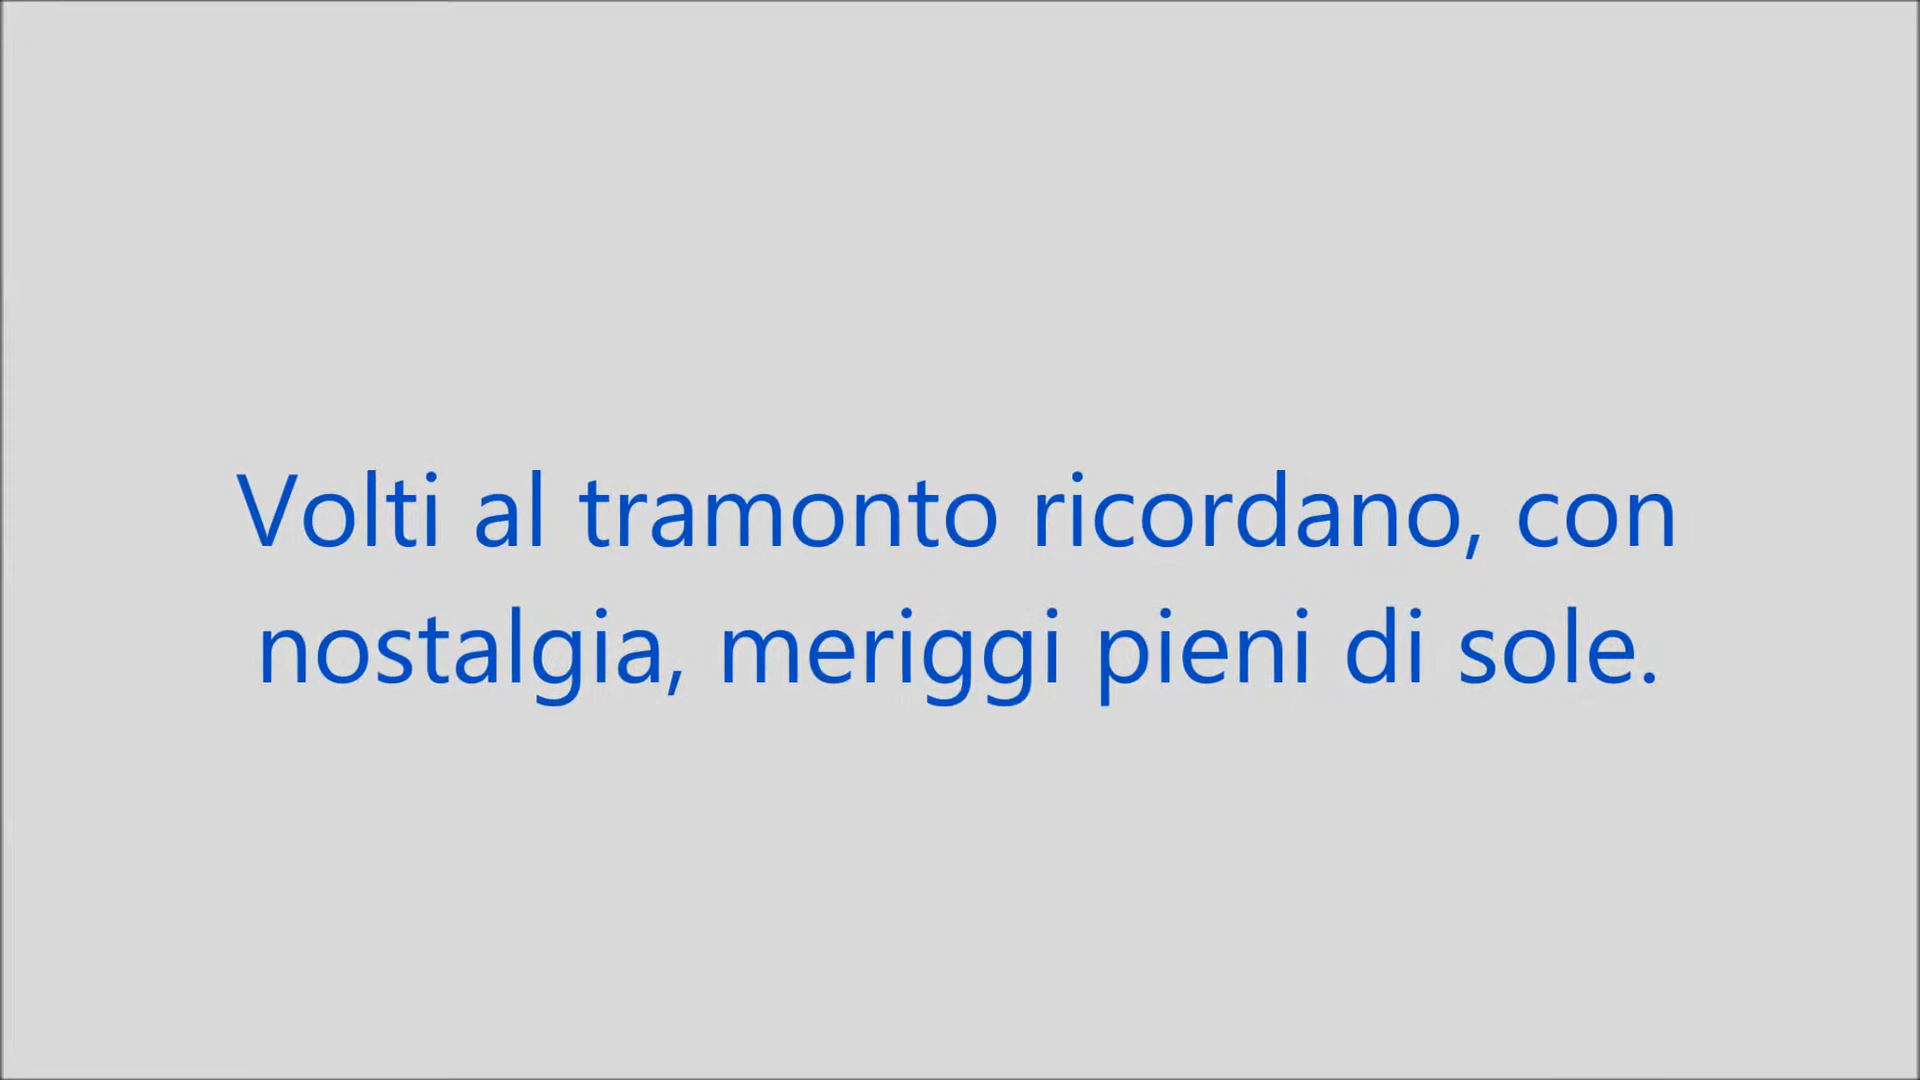 Volti al tramonto ricordano, con
nostalgia, meriggi pieni di sole.